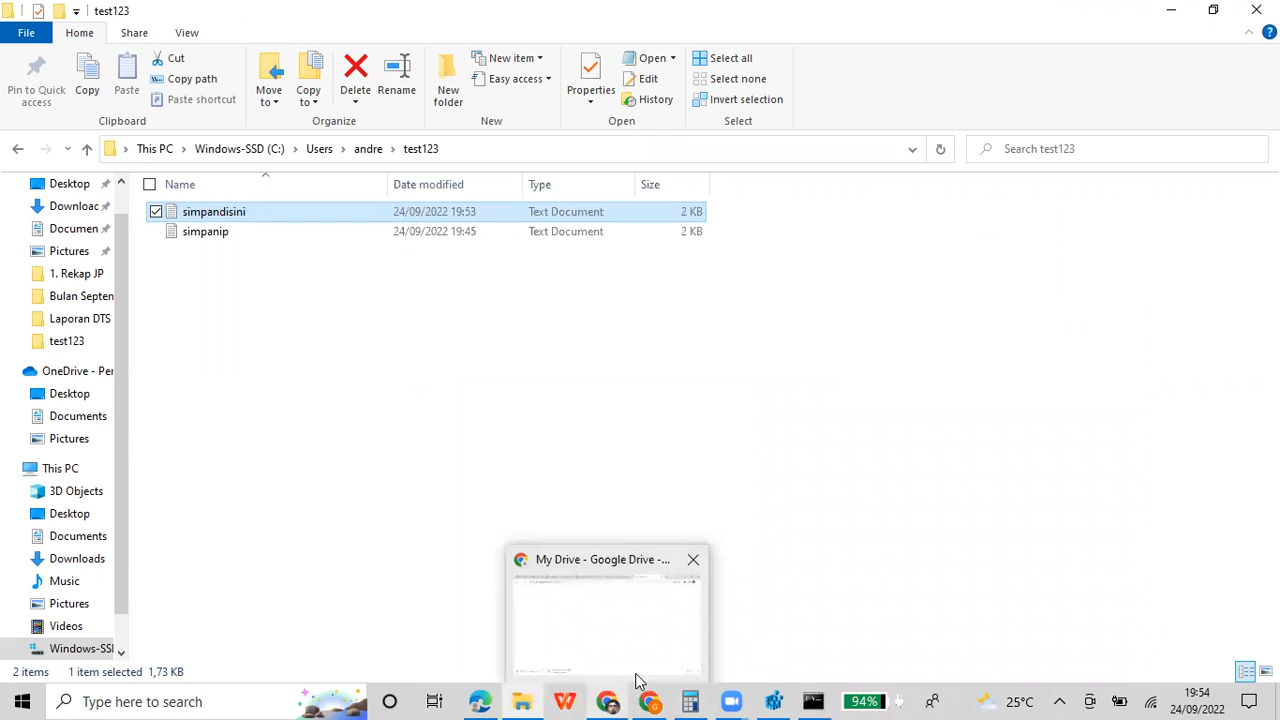 test123
File Home Share View
Pin to Quick access
Copy
Paste
Cut
Copy path
Paste shortcut
Clipboard
Move to
Copy to
Delete
Rename
Organize
New folder
New item
Easy access
New
Properties
Open
Edit
History
Open
Select all
Select none
Invert selection
Select
This PC Windows-SSD (C:) Users andre test123
Search test123
Desktop
Downloac
Documen
Pictures
1. Rekap JP
Bulan Septen
Laporan DTS
test123
OneDrive - Per
Desktop
Documents
Pictures
This PC
3D Objects
Desktop
Documents
Downloads
Music
Pictures
Videos
Windows-SSI
Name Date modified Type Size
simpandisini 24/09/2022 19:53 Text Document 2 KB
simpanip 24/09/2022 19:45 Text Document 2 KB
My Drive - Google Drive -...
2 items 1 item selected 1,73 KB
Type here to search
94%
25°C
19:54
24/09/2022